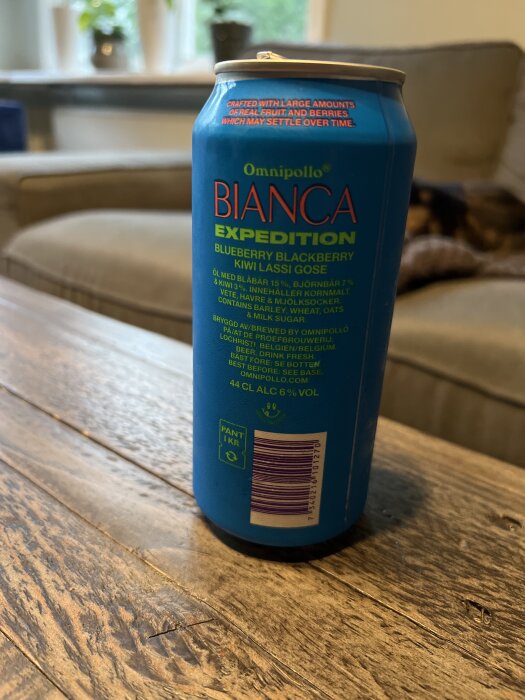 CRAFTED WITH LARGE AMOUNTS
OF REAL FRUIT AND BERRIES
WHICH MAY SETTLE OVER TIME.
Omnipollo®
BIANCA
EXPEDITION
BLUEBERRY BLACKBERRY
KIWI LASSI GOSE
ÖL MED BLÅBÄR 15%, BJÖRNBÄR 7%
& KIWI 3%. INNEHÅLLER KORNMALT,
VETE, HAVRE & MJÖLKSOCKER.
CONTAINS BARLEY, WHEAT, OATS
& MILK SUGAR.
BRYGGD AV/BREWED BY OMNIPOLLO
PÅ/AT DE PROEFBROUWERIJ,
LOCHRISTI, BELGIEN/BELGIUM.
BEER. DRINK FRESH.
BÄST FÖRE: SE BOTTEN
BEST BEFORE: SEE BASE.
OMNIPOLLO.COM
44 CL ALC 6% VOL
PANT
1 KR
7340216101270